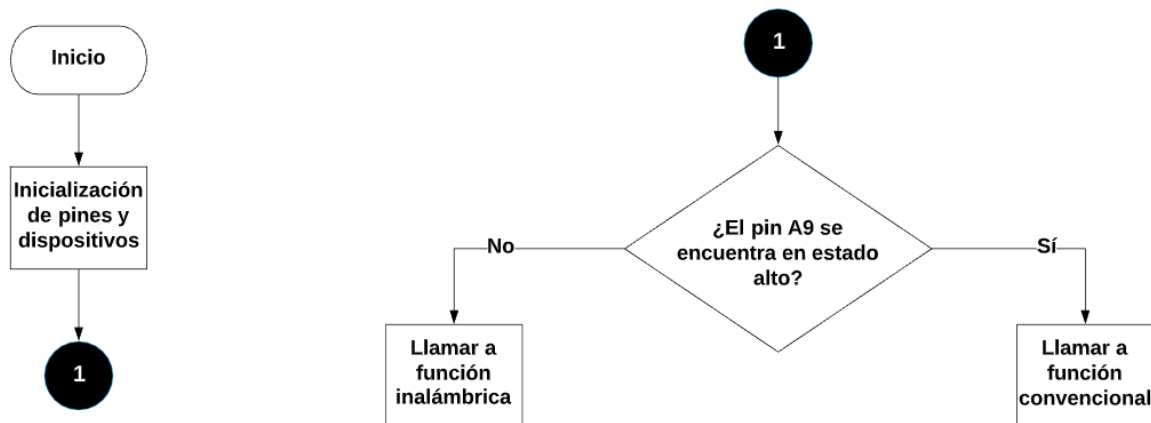 Inicio
Inicialización
de pines y
dispositivos
1
1
¿El pin A9 se
encuentra en estado
alto?
No
Sí
Llamar a
función
inalámbrica
Llamar a
función
convencional